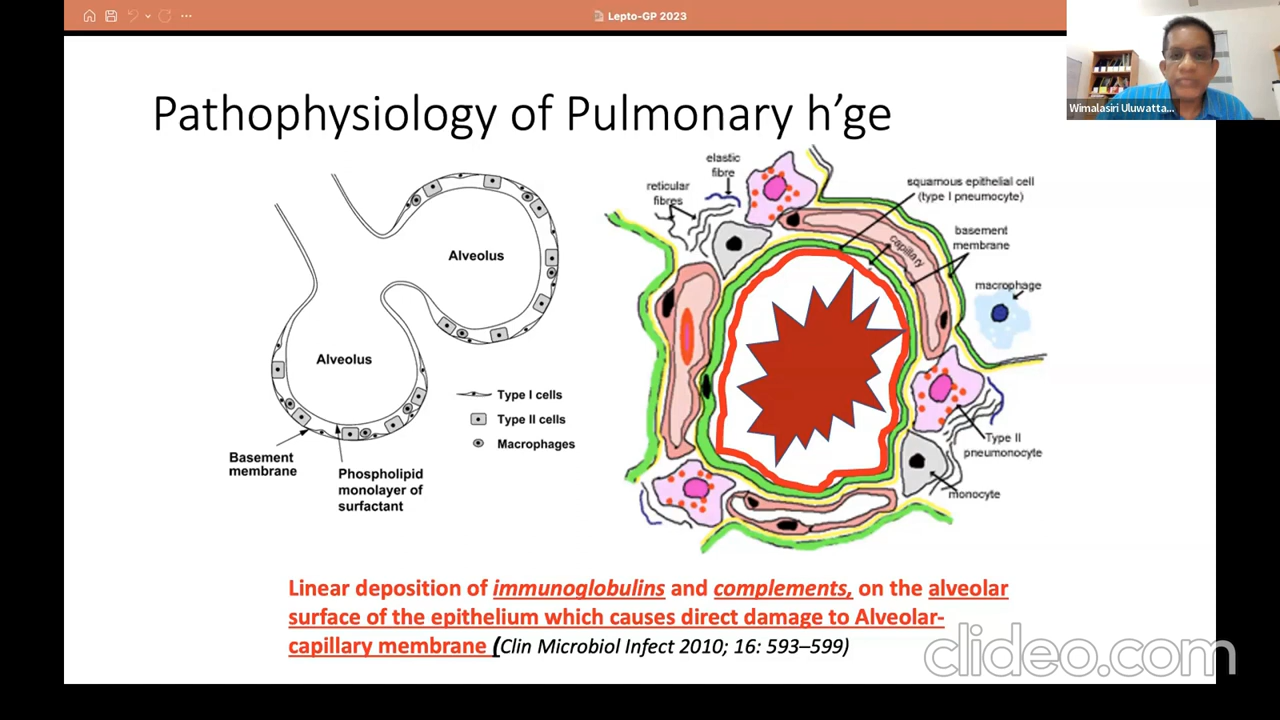 Lepto-GP 2023
Wimalasiri Uluwatta...
Pathophysiology of Pulmonary h’ge
Alveolus
Alveolus
Type I cells
Type II cells
Macrophages
Basement
membrane
Phospholipid
monolayer of
surfactant
elastic
fibre
reticular
fibres
squamous epithelial cell
(type I pneumocyte)
capillary
basement
membrane
macrophage
Type II
pneumonocyte
monocyte
Linear deposition of immunoglobulins and complements, on the alveolar
surface of the epithelium which causes direct damage to Alveolar-
capillary membrane (Clin Microbiol Infect 2010; 16: 593–599)
clideo.com